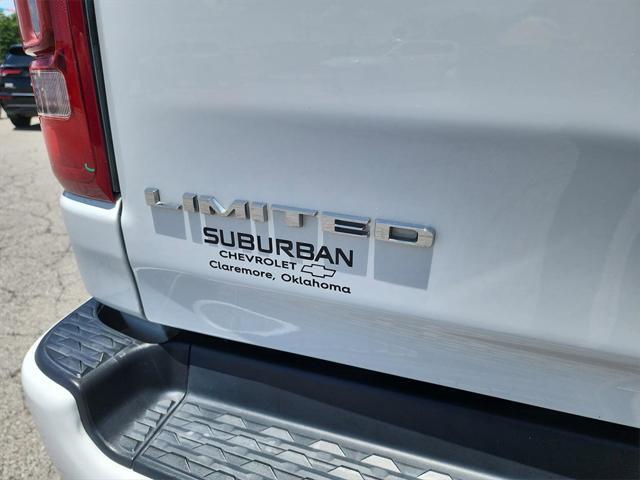 LIMITED
SUBURBAN
CHEVROLET
Claremore, Oklahoma